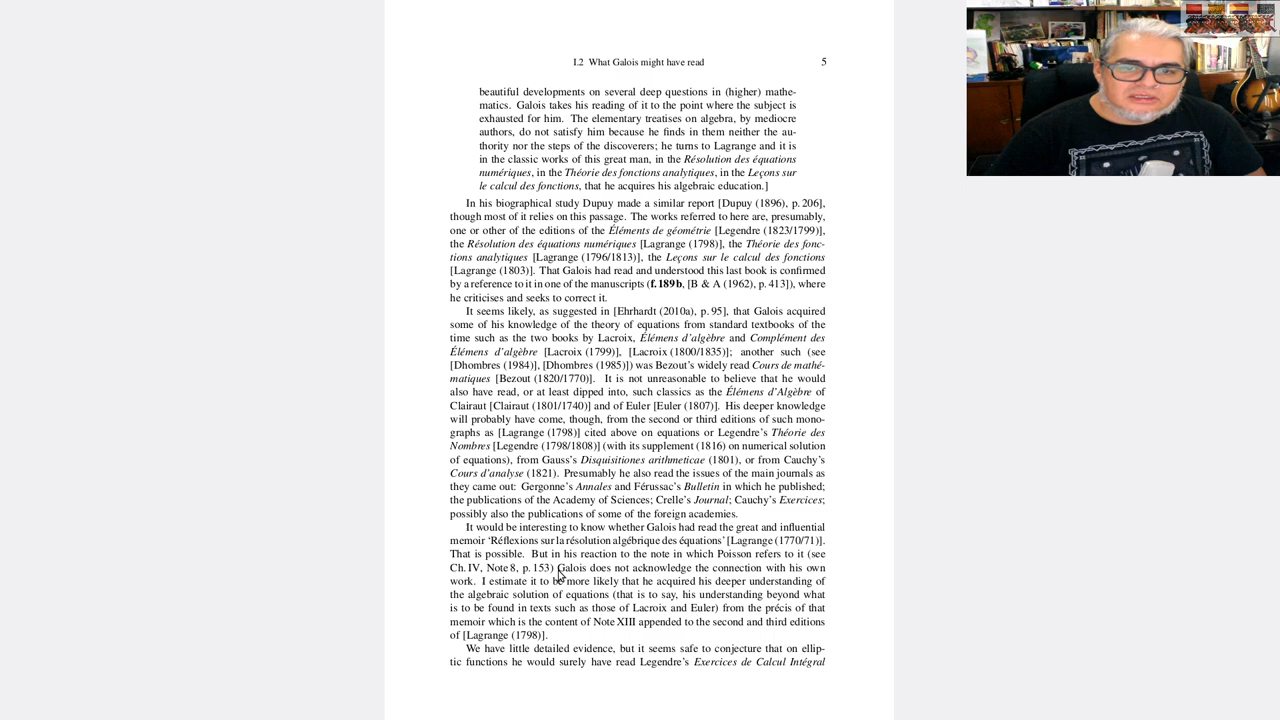 I.2 What Galois might have read 5
beautiful developments on several deep questions in (higher) mathe-
matics. Galois takes his reading of it to the point where the subject is
exhausted for him. The elementary treatises on algebra, by mediocre
authors, do not satisfy him because he finds in them neither the au-
thority nor the steps of the discoverers; he turns to Lagrange and it is
in the classic works of this great man, in the Résolution des équations
numériques, in the Théorie des fonctions analytiques, in the Leçons sur
le calcul des fonctions, that he acquires his algebraic education.]
In his biographical study Dupuy made a similar report [Dupuy (1896), p. 206],
though most of it relies on this passage. The works referred to here are, presumably,
one or other of the editions of the Éléments de géométrie [Legendre (1823/1799)],
the Résolution des équations numériques [Lagrange (1798)], the Théorie des fonc-
tions analytiques [Lagrange (1796/1813)], the Leçons sur le calcul des fonctions
[Lagrange (1803)]. That Galois had read and understood this last book is confirmed
by a reference to it in one of the manuscripts (f. 189 b, [B & A (1962), p. 413]), where
he criticises and seeks to correct it.
It seems likely, as suggested in [Ehrhardt (2010a), p. 95], that Galois acquired
some of his knowledge of the theory of equations from standard textbooks of the
time such as the two books by Lacroix, Élémens d'algèbre and Complément des
Élémens d'algèbre [Lacroix (1799)], [Lacroix (1800/1835)]; another such (see
[Dhombres (1984)], [Dhombres (1985)]) was Bezout's widely read Cours de mathé-
matiques [Bezout (1820/1770)]. It is not unreasonable to believe that he would
also have read, or at least dipped into, such classics as the Élémens d'Algèbre of
Clairaut [Clairaut (1801/1740)] and of Euler [Euler (1807)]. His deeper knowledge
will probably have come, though, from the second or third editions of such mono-
graphs as [Lagrange (1798)] cited above on equations or Legendre's Théorie des
Nombres [Legendre (1798/1808)] (with its supplement (1816) on numerical solution
of equations), from Gauss's Disquisitiones arithmeticae (1801), or from Cauchy's
Cours d'analyse (1821). Presumably he also read the issues of the main journals as
they came out: Gergonne's Annales and Férussac's Bulletin in which he published;
the publications of the Academy of Sciences; Crelle's Journal; Cauchy's Exercices;
possibly also the publications of some of the foreign academies.
It would be interesting to know whether Galois had read the great and influential
memoir ‘Réflexions sur la résolution algébrique des équations’ [Lagrange (1770/71)].
That is possible. But in his reaction to the note in which Poisson refers to it (see
Ch. IV, Note 8, p. 153) Galois does not acknowledge the connection with his own
work. I estimate it to be more likely that he acquired his deeper understanding of
the algebraic solution of equations (that is to say, his understanding beyond what
is to be found in texts such as those of Lacroix and Euler) from the précis of that
memoir which is the content of Note XIII appended to the second and third editions
of [Lagrange (1798)].
We have little detailed evidence, but it seems safe to conjecture that on ellip-
tic functions he would surely have read Legendre's Exercices de Calcul Intégral